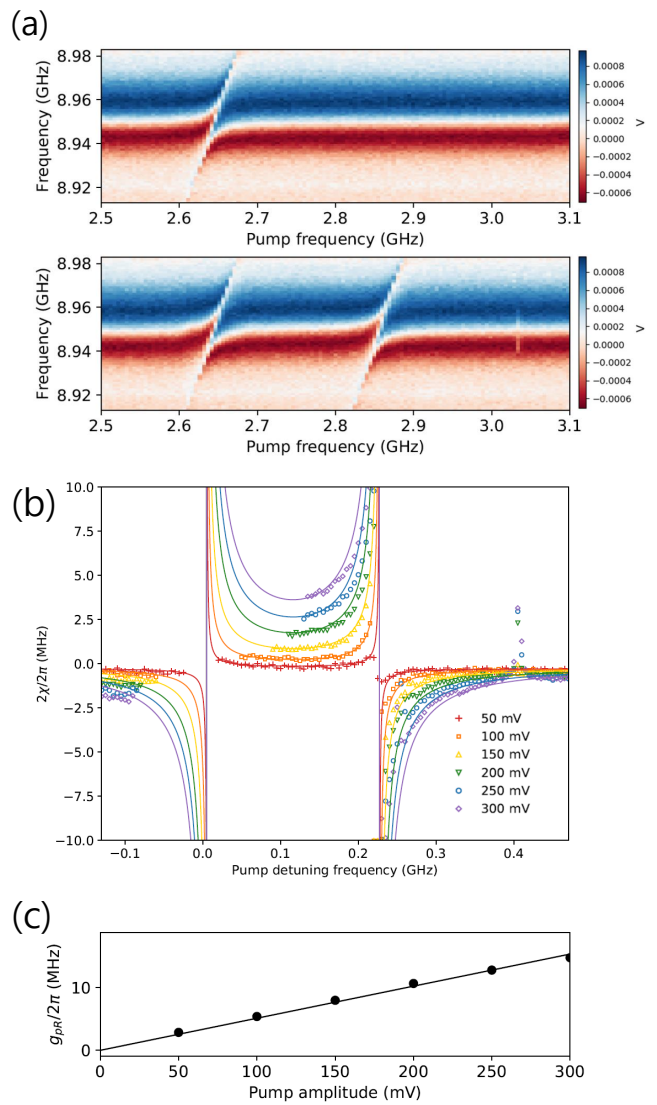 (a)
8.98
8.96
8.94
8.92
Frequency (GHz)
2.5 2.6 2.7 2.8 2.9 3.0 3.1
Pump frequency (GHz)
0.0008
0.0006
0.0004
0.0002
0.0000
−0.0002
−0.0004
−0.0006
V
8.98
8.96
8.94
8.92
Frequency (GHz)
2.5 2.6 2.7 2.8 2.9 3.0 3.1
Pump frequency (GHz)
0.0008
0.0006
0.0004
0.0002
0.0000
−0.0002
−0.0004
−0.0006
V
(b)
10.0
7.5
5.0
2.5
0.0
−2.5
−5.0
−7.5
−10.0
2χ/2π (MHz)
50 mV
100 mV
150 mV
200 mV
250 mV
300 mV
−0.1 0.0 0.1 0.2 0.3 0.4
Pump detuning frequency (GHz)
(c)
10
0
g_{pR}/2π (MHz)
0 50 100 150 200 250 300
Pump amplitude (mV)